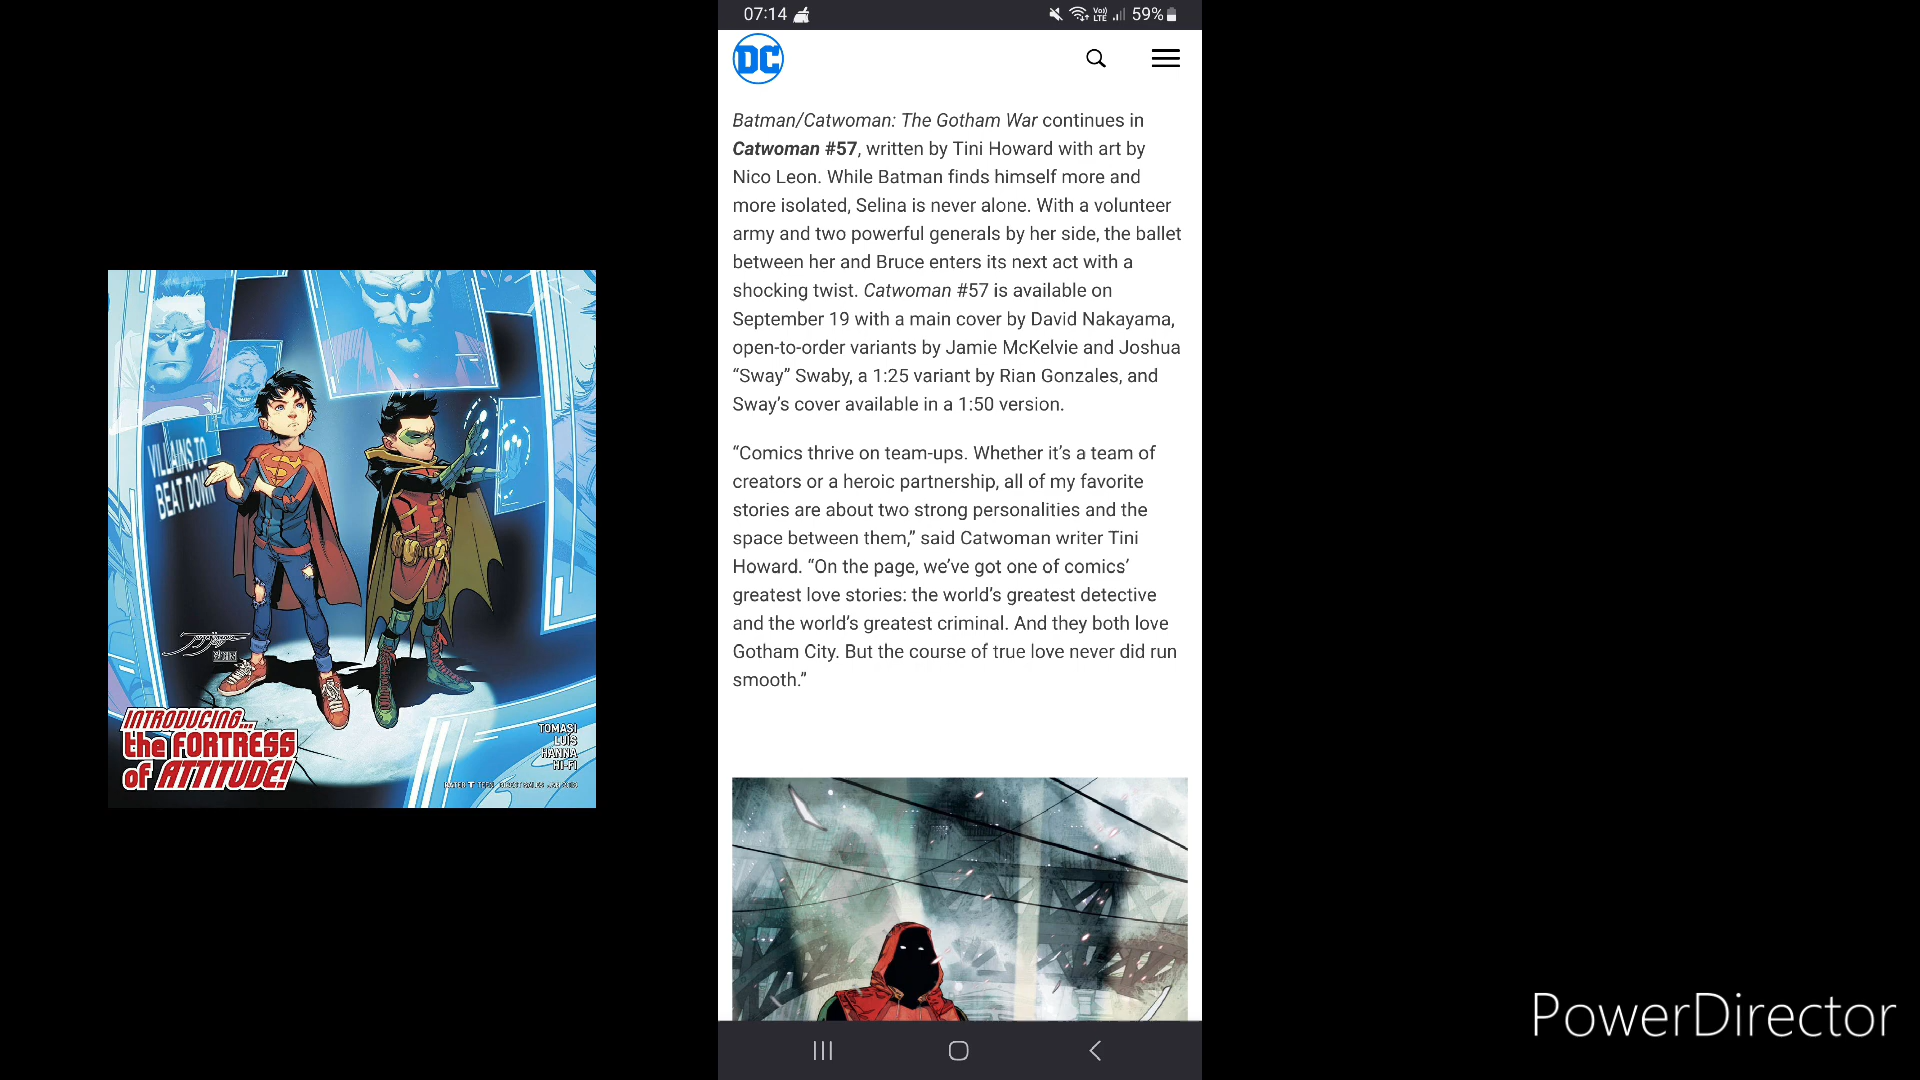 07:14
59%
DC
Batman/Catwoman: The Gotham War continues in
Catwoman #57, written by Tini Howard with art by
Nico Leon. While Batman finds himself more and
more isolated, Selina is never alone. With a volunteer
army and two powerful generals by her side, the ballet
between her and Bruce enters its next act with a
shocking twist. Catwoman #57 is available on
September 19 with a main cover by David Nakayama,
open-to-order variants by Jamie McKelvie and Joshua
“Sway” Swaby, a 1:25 variant by Rian Gonzales, and
Sway’s cover available in a 1:50 version.
“Comics thrive on team-ups. Whether it’s a team of
creators or a heroic partnership, all of my favorite
stories are about two strong personalities and the
space between them,” said Catwoman writer Tini
Howard. “On the page, we’ve got one of comics’
greatest love stories: the world’s greatest detective
and the world’s greatest criminal. And they both love
Gotham City. But the course of true love never did run
smooth.”
VILLAINS TO
BEAT DOWN
INTRODUCING...
the FORTRESS
of ATTITUDE!
TOMASI
LUIS
HANNA
HI-FI
PowerDirector